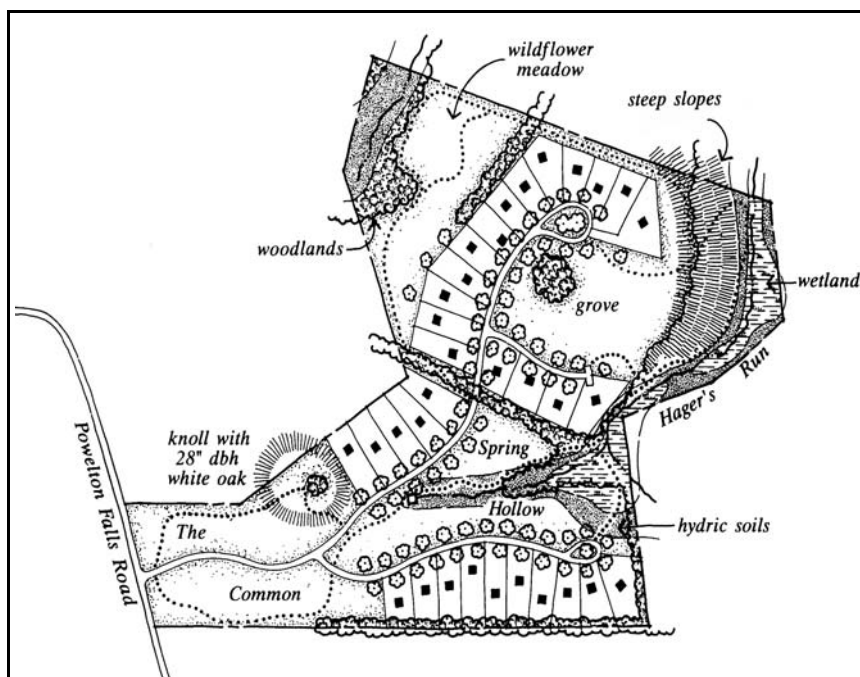 wildflower
meadow
steep slopes
woodlands
wetland
grove
Hager's Run
knoll with
28" dbh
white oak
Spring
Hollow
The
Common
hydric soils
Powelton Falls Road